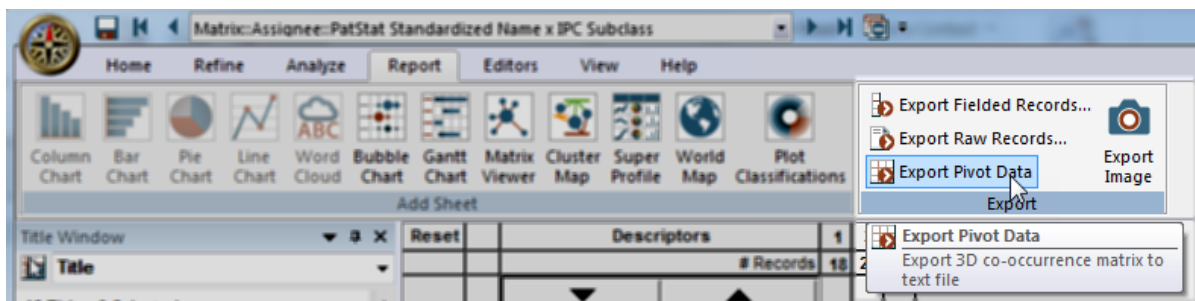 Matrix:Assignee:PatStat Standardized Name x IPC Subclass
Home Refine Analyze Report Editors View Help
ABC
Column Chart
Bar Chart
Pie Chart
Line Chart
Word Cloud
Bubble Chart
Gantt Chart
Matrix Viewer
Cluster Map
Super Profile
World Map
Plot Classifications
Add Sheet
Export Fielded Records...
Export Raw Records...
Export Pivot Data
Export Image
Export
Title Window
Title
Reset Descriptors 1
# Records 18 2
Export Pivot Data
Export 3D co-occurrence matrix to
text file